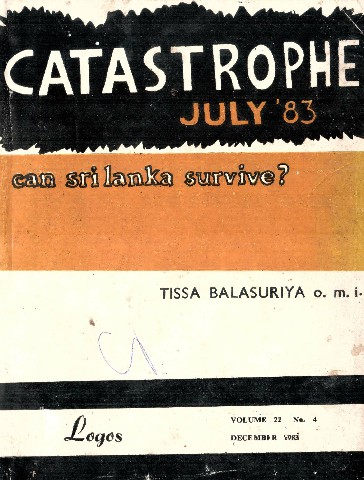 CATASTROPHE
JULY '83
can sri lanka survive?
TISSA BALASURIYA o. m. i.
Logos
VOLUME 22 No. 4
DECEMBER 1983